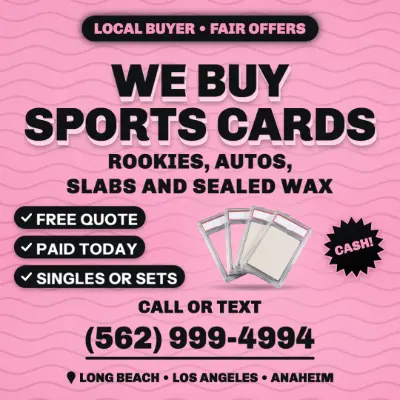 LOCAL BUYER • FAIR OFFERS
WE BUY
SPORTS CARDS
ROOKIES, AUTOS,
SLABS AND SEALED WAX
FREE QUOTE
PAID TODAY
SINGLES OR SETS
CASH!
CALL OR TEXT
(562) 999-4994
LONG BEACH • LOS ANGELES • ANAHEIM